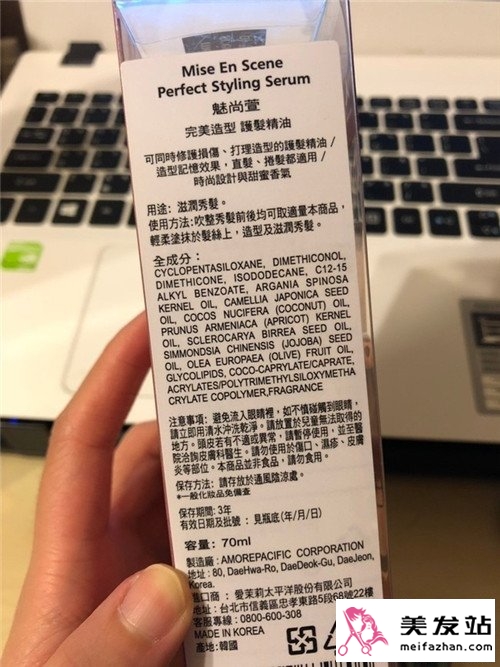 Mise En Scene
Perfect Styling Serum
魅尚萱
完美造型 護髮精油
可同時修護損傷、打理造型的護髮精油/
造型記憶效果，直髮、捲髮都適用/
時尚設計與甜蜜香氣
用途: 滋潤秀髮。
使用方法:吹整秀髮前後均可取適量本商品，
輕柔塗抹於髮絲上，造型及滋潤秀髮。
全成分：
CYCLOPENTASILOXANE, DIMETHICONOL,
DIMETHICONE, ISODODECANE, C12-15
ALKYL BENZOATE, ARGANIA SPINOSA
KERNEL OIL, CAMELLIA JAPONICA SEED
OIL, COCOS NUCIFERA (COCONUT) OIL,
PRUNUS ARMENIACA (APRICOT) KERNEL
OIL, SCLEROCARYA BIRREA SEED OIL,
SIMMONDSIA CHINENSIS (JOJOBA) SEED
OIL, OLEA EUROPAEA (OLIVE) FRUIT OIL,
GLYCOLIPIDS, COCO-CAPRYLATE/CAPRATE,
ACRYLATES/POLYTRIMETHYLSILOXYMETHA
CRYLATE COPOLYMER,FRAGRANCE
注意事項: 避免流入眼睛裡，如不慎碰觸到眼睛，
請立即用清水沖洗乾淨。請放置於兒童無法取得的
地方。頭皮若有不適或異常，請暫停使用，並至醫
院洽詢皮膚科醫生。請勿使用於傷口、濕疹、皮膚
炎等部位。本商品並非食品，請勿食用。
保存方法: 請存放於通風陰涼處。
*一般化妝品免備查
保存期間: 3年
有效日期及批號： 見瓶底(年/月/日)
容量: 70ml
製造廠: AMOREPACIFIC CORPORATION
地址: 80, DaeHwa-Ro, DaeDeok-Gu, DaeJeon,
Korea.
進口商： 愛茉莉太平洋股份有限公司
地址: 台北市信義區忠孝東路5段68號22樓
客服專線: 0800-600-308
MADE IN KOREA
產地: 韓國
美发站
meifazhan.com